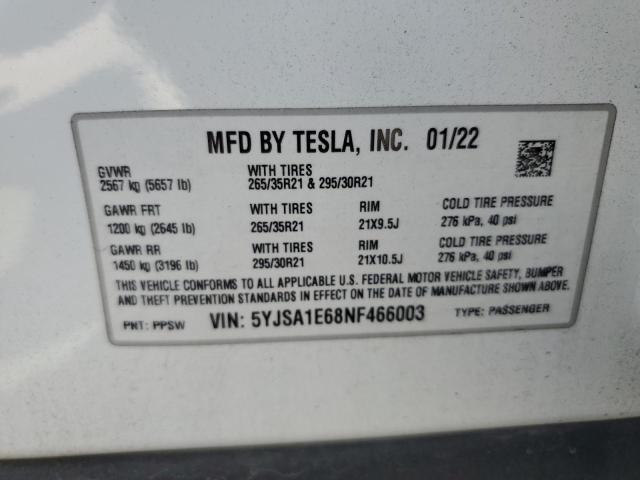 MFD BY TESLA, INC. 01/22
GVWR WITH TIRES
2567 kg (5657 lb) 265/35R21 & 295/30R21
GAWR FRT WITH TIRES RIM COLD TIRE PRESSURE
1200 kg (2645 lb) 265/35R21 21X9.5J 276 kPa, 40 psi
GAWR RR WITH TIRES RIM COLD TIRE PRESSURE
1450 kg (3196 lb) 295/30R21 21X10.5J 276 kPa, 40 psi
THIS VEHICLE CONFORMS TO ALL APPLICABLE U.S. FEDERAL MOTOR VEHICLE SAFETY, BUMPER
AND THEFT PREVENTION STANDARDS IN EFFECT ON THE DATE OF MANUFACTURE SHOWN ABOVE.
PNT: PPSW VIN: 5YJSA1E68NF466003 TYPE: PASSENGER